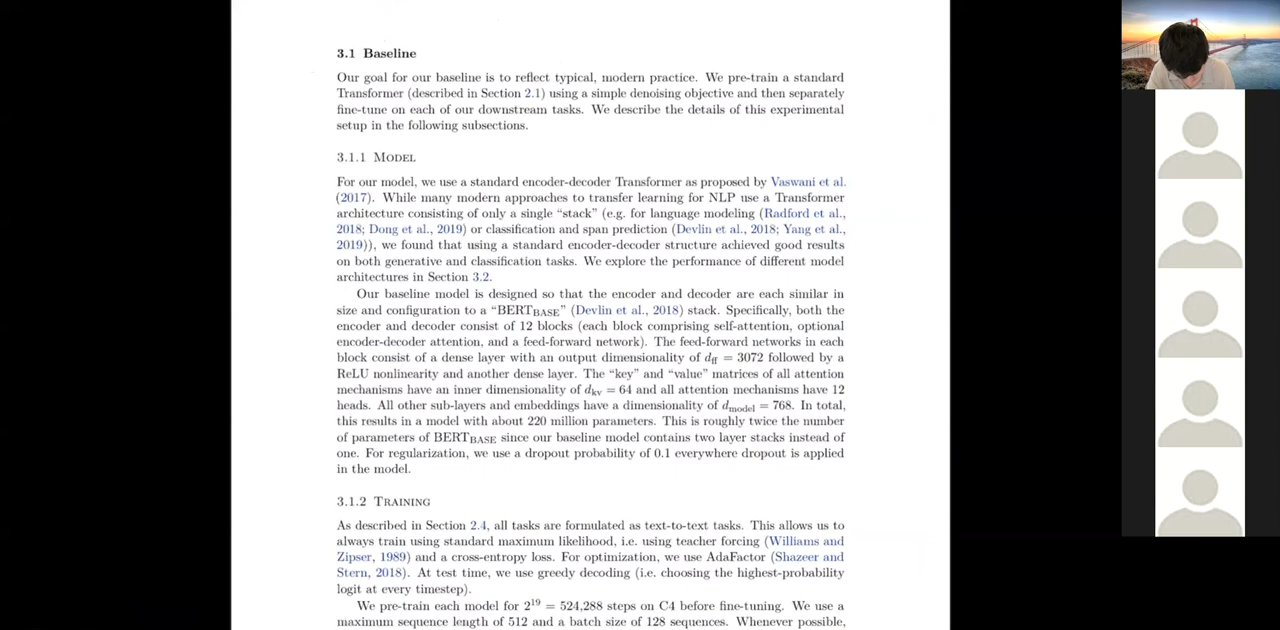 3.1 Baseline
Our goal for our baseline is to reflect typical, modern practice. We pre-train a standard
Transformer (described in Section 2.1) using a simple denoising objective and then separately
fine-tune on each of our downstream tasks. We describe the details of this experimental
setup in the following subsections.
3.1.1 Model
For our model, we use a standard encoder-decoder Transformer as proposed by Vaswani et al.
(2017). While many modern approaches to transfer learning for NLP use a Transformer
architecture consisting of only a single “stack” (e.g. for language modeling (Radford et al.,
2018; Dong et al., 2019) or classification and span prediction (Devlin et al., 2018; Yang et al.,
2019)), we found that using a standard encoder-decoder structure achieved good results
on both generative and classification tasks. We explore the performance of different model
architectures in Section 3.2.
Our baseline model is designed so that the encoder and decoder are each similar in
size and configuration to a “BERTBASE” (Devlin et al., 2018) stack. Specifically, both the
encoder and decoder consist of 12 blocks (each block comprising self-attention, optional
encoder-decoder attention, and a feed-forward network). The feed-forward networks in each
block consist of a dense layer with an output dimensionality of dff = 3072 followed by a
ReLU nonlinearity and another dense layer. The “key” and “value” matrices of all attention
mechanisms have an inner dimensionality of dkv = 64 and all attention mechanisms have 12
heads. All other sub-layers and embeddings have a dimensionality of dmodel = 768. In total,
this results in a model with about 220 million parameters. This is roughly twice the number
of parameters of BERTBASE since our baseline model contains two layer stacks instead of
one. For regularization, we use a dropout probability of 0.1 everywhere dropout is applied
in the model.
3.1.2 Training
As described in Section 2.4, all tasks are formulated as text-to-text tasks. This allows us to
always train using standard maximum likelihood, i.e. using teacher forcing (Williams and
Zipser, 1989) and a cross-entropy loss. For optimization, we use AdaFactor (Shazeer and
Stern, 2018). At test time, we use greedy decoding (i.e. choosing the highest-probability
logit at every timestep).
We pre-train each model for 2^19 = 524,288 steps on C4 before fine-tuning. We use a
maximum sequence length of 512 and a batch size of 128 sequences. Whenever possible,